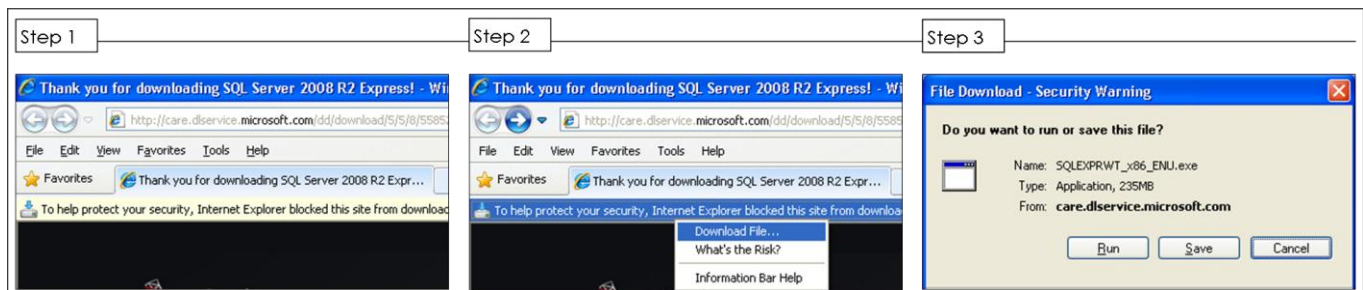 Step 1
Thank you for downloading SQL Server 2008 R2 Express! - Wi
http://care.dlservice.microsoft.com/dd/download/5/5/8/5585
File Edit View Favorites Tools Help
Favorites
Thank you for downloading SQL Server 2008 R2 Expr...
To help protect your security, Internet Explorer blocked this site from download
Step 2
Thank you for downloading SQL Server 2008 R2 Express! - Wi
http://care.dlservice.microsoft.com/dd/download/5/5/8/5585
File Edit View Favorites Tools Help
Favorites
Thank you for downloading SQL Server 2008 R2 Expr...
To help protect your security, Internet Explorer blocked this site from downloa
Download File...
What's the Risk?
Information Bar Help
Step 3
File Download - Security Warning
Do you want to run or save this file?
Name: SQLEXPRWT_x86_ENU.exe
Type: Application, 235MB
From: care.dlservice.microsoft.com
Run Save Cancel